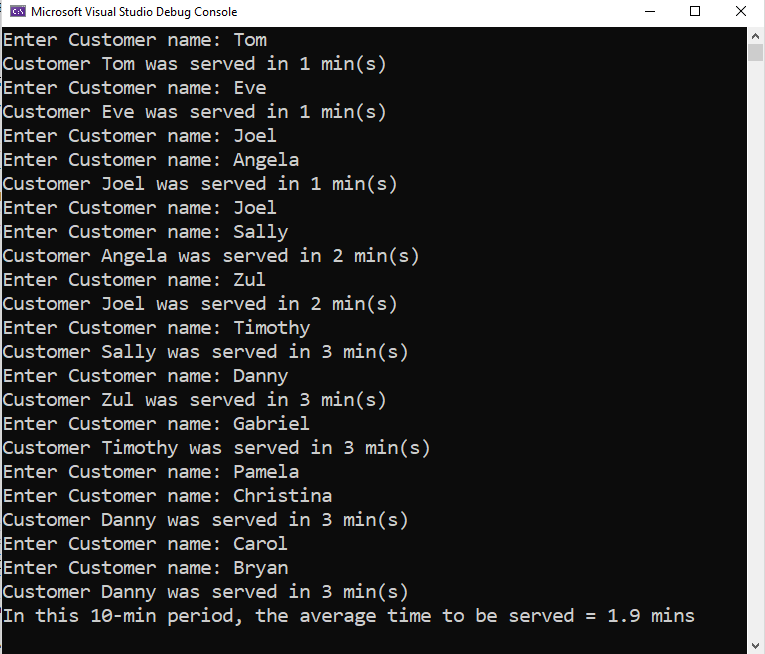 Microsoft Visual Studio Debug Console
Enter Customer name: Tom
Customer Tom was served in 1 min(s)
Enter Customer name: Eve
Customer Eve was served in 1 min(s)
Enter Customer name: Joel
Enter Customer name: Angela
Customer Joel was served in 1 min(s)
Enter Customer name: Joel
Enter Customer name: Sally
Customer Angela was served in 2 min(s)
Enter Customer name: Zul
Customer Joel was served in 2 min(s)
Enter Customer name: Timothy
Customer Sally was served in 3 min(s)
Enter Customer name: Danny
Customer Zul was served in 3 min(s)
Enter Customer name: Gabriel
Customer Timothy was served in 3 min(s)
Enter Customer name: Pamela
Enter Customer name: Christina
Customer Danny was served in 3 min(s)
Enter Customer name: Carol
Enter Customer name: Bryan
Customer Danny was served in 3 min(s)
In this 10-min period, the average time to be served = 1.9 mins